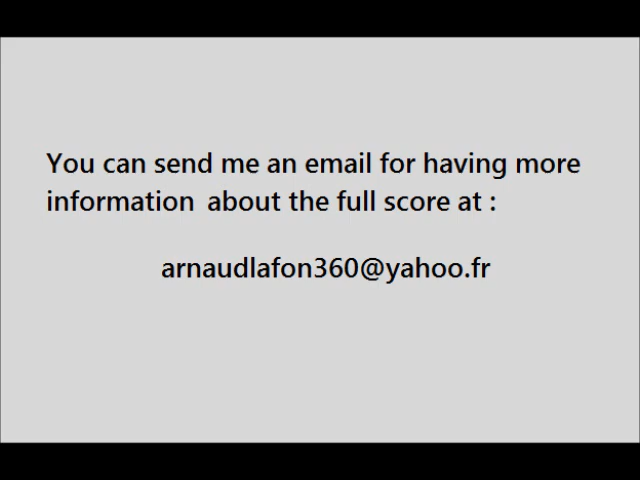 You can send me an email for having more
information  about the full score at :
arnaudlafon360@yahoo.fr